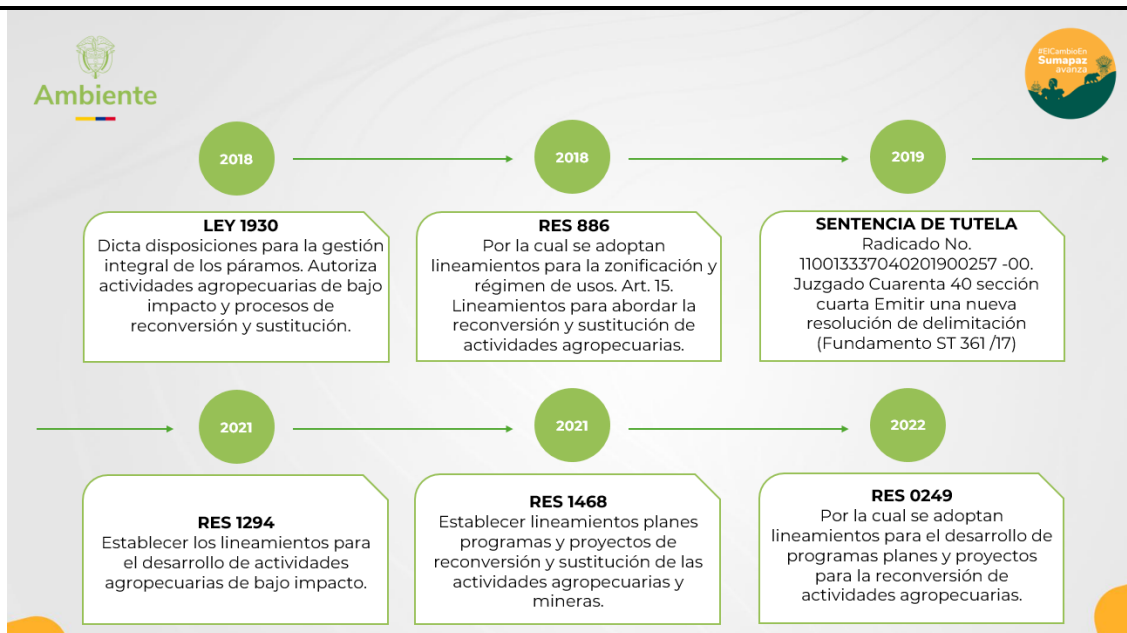 Ambiente
#ElCambioEn
Sumapaz
avanza
2018
2018
2019
LEY 1930
Dicta disposiciones para la gestión
integral de los páramos. Autoriza
actividades agropecuarias de bajo
impacto y procesos de
reconversión y sustitución.
RES 886
Por la cual se adoptan
lineamientos para la zonificación y
régimen de usos. Art. 15.
Lineamientos para abordar la
reconversión y sustitución de
actividades agropecuarias.
SENTENCIA DE TUTELA
Radicado No.
110013337040201900257 -00.
Juzgado Cuarenta 40 sección
cuarta Emitir una nueva
resolución de delimitación
(Fundamento ST 361 /17)
2021
2021
2022
RES 1294
Establecer los lineamientos para
el desarrollo de actividades
agropecuarias de bajo impacto.
RES 1468
Establecer lineamientos planes
programas y proyectos de
reconversión y sustitución de las
actividades agropecuarias y
mineras.
RES 0249
Por la cual se adoptan
lineamientos para el desarrollo de
programas planes y proyectos
para la reconversión de
actividades agropecuarias.